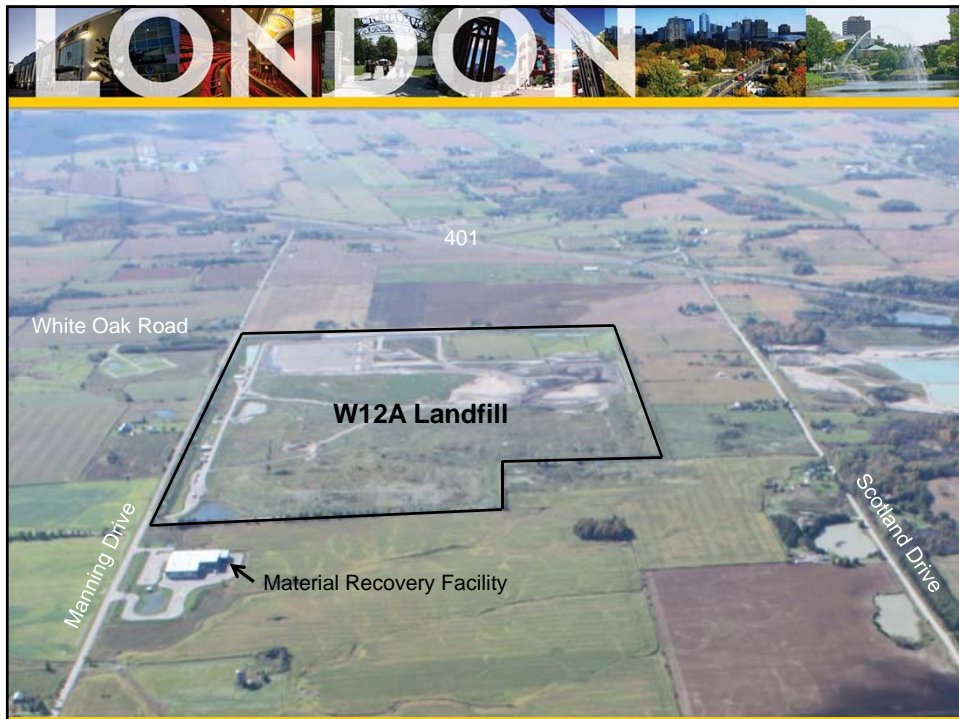 LONDON
401
White Oak Road
W12A Landfill
Manning Drive
Scotland Drive
Material Recovery Facility